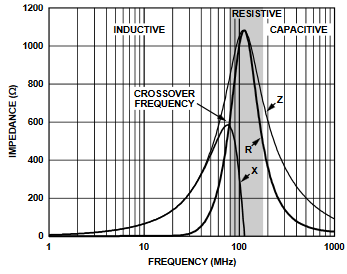 RESISTIVE
INDUCTIVE
CAPACITIVE
CROSSOVER
FREQUENCY
Z
R
X
IMPEDANCE (Ω)
1200
1000
800
600
400
200
0
1
10
100
1000
FREQUENCY (MHz)